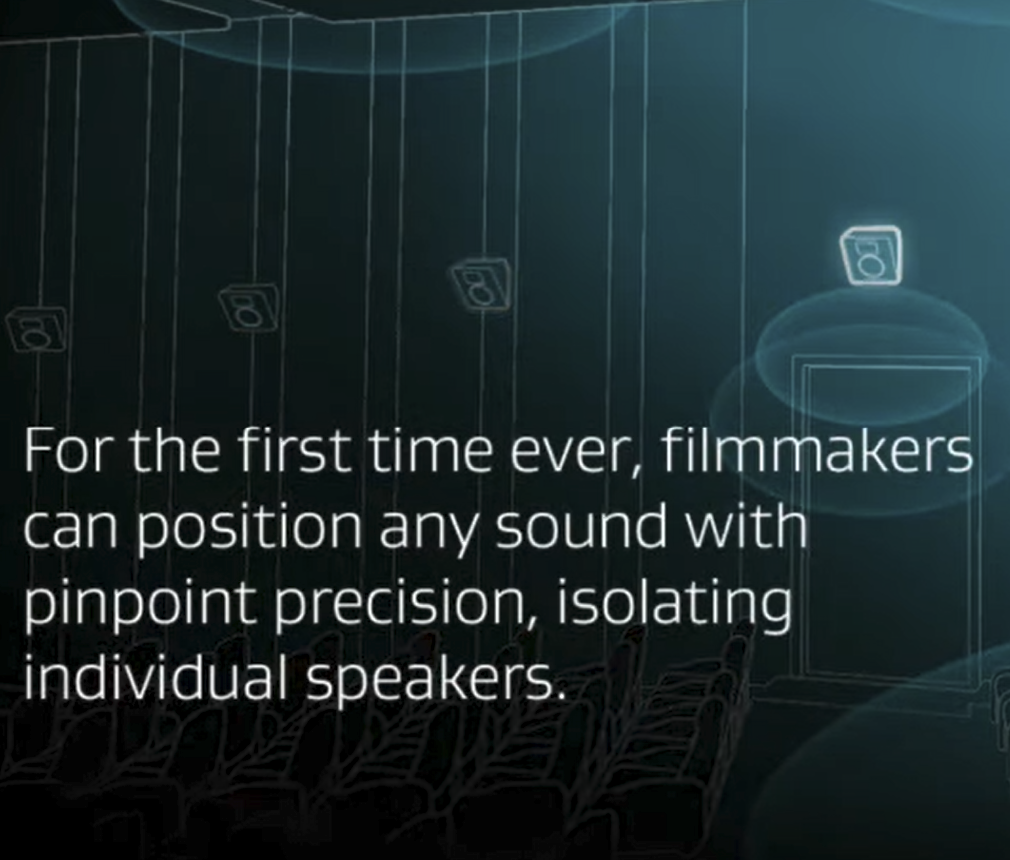 For the first time ever, filmmakers
can position any sound with
pinpoint precision, isolating
individual speakers.